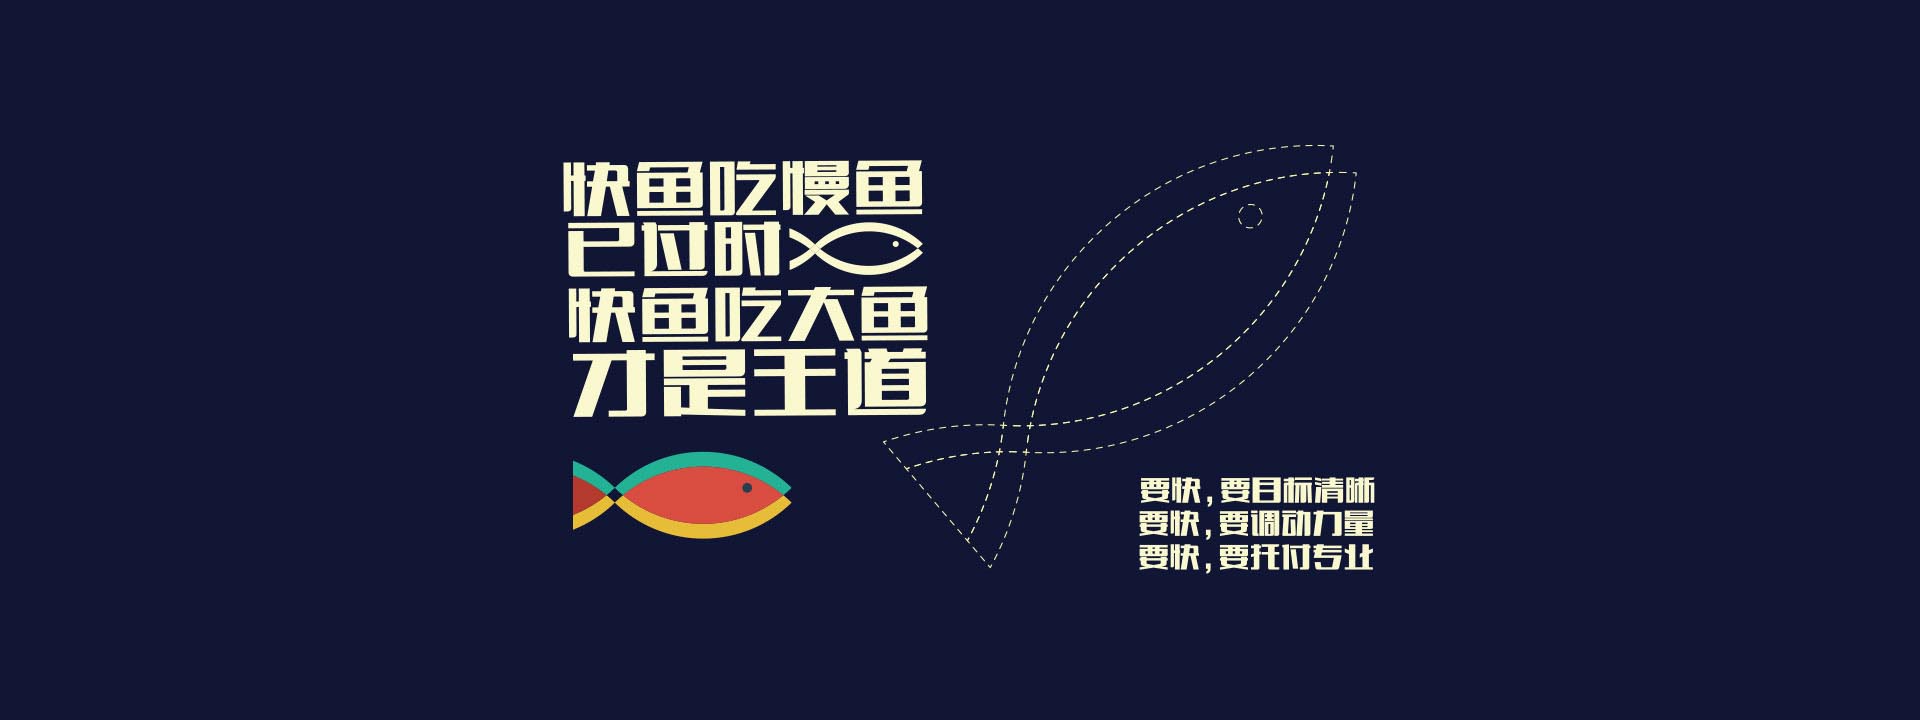 快鱼吃慢鱼
已过时
快鱼吃大鱼
才是王道
要快,要目标清晰
要快,要调动力量
要快,要托付专业